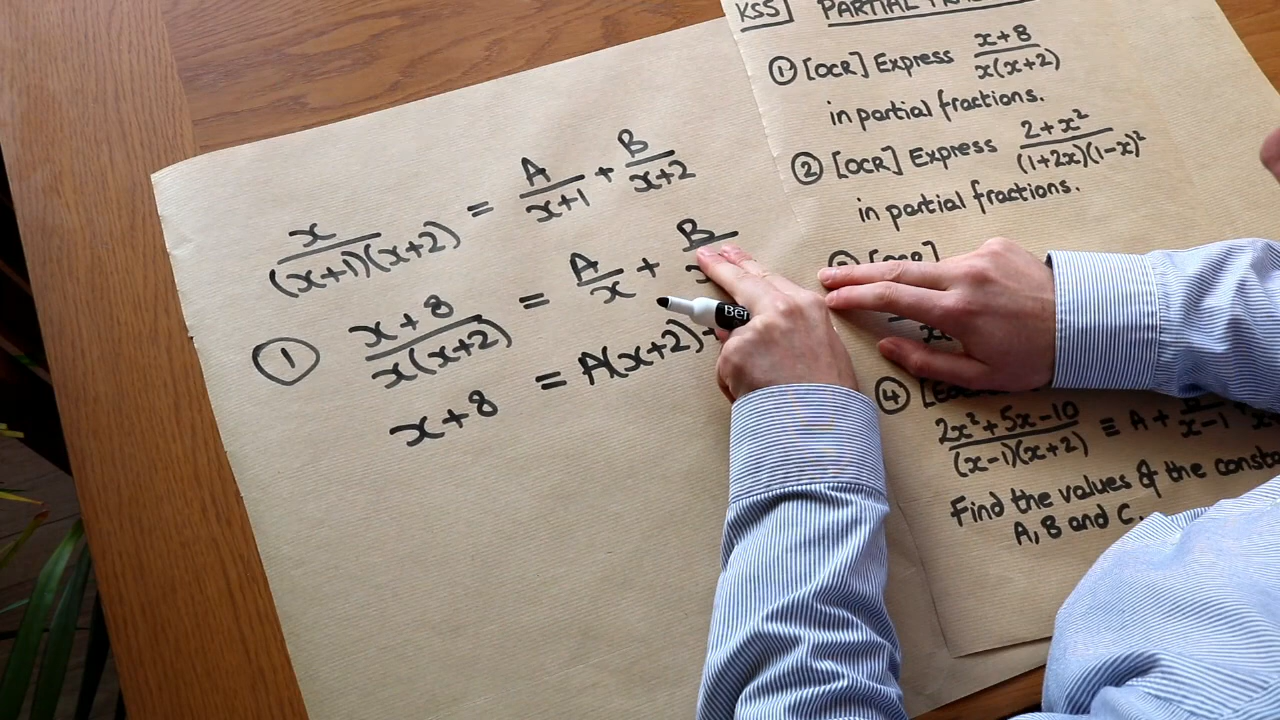 x/((x+1)(x+2)) = A/(x+1) + B/(x+2)
① (x+8)/(x(x+2)) = A/x + B/x
x+8 = A(x+2)+
Ber
KS5 PARTIAL
① [OCR] Express (x+8)/(x(x+2))
in partial fractions.
② [OCR] Express (2+x²)/((1+2x)(1-x)²)
in partial fractions.
④
(2x²+5x-10)/((x-1)(x+2)) ≡ A + /(x-1) +
Find the values of the
A, B and C.